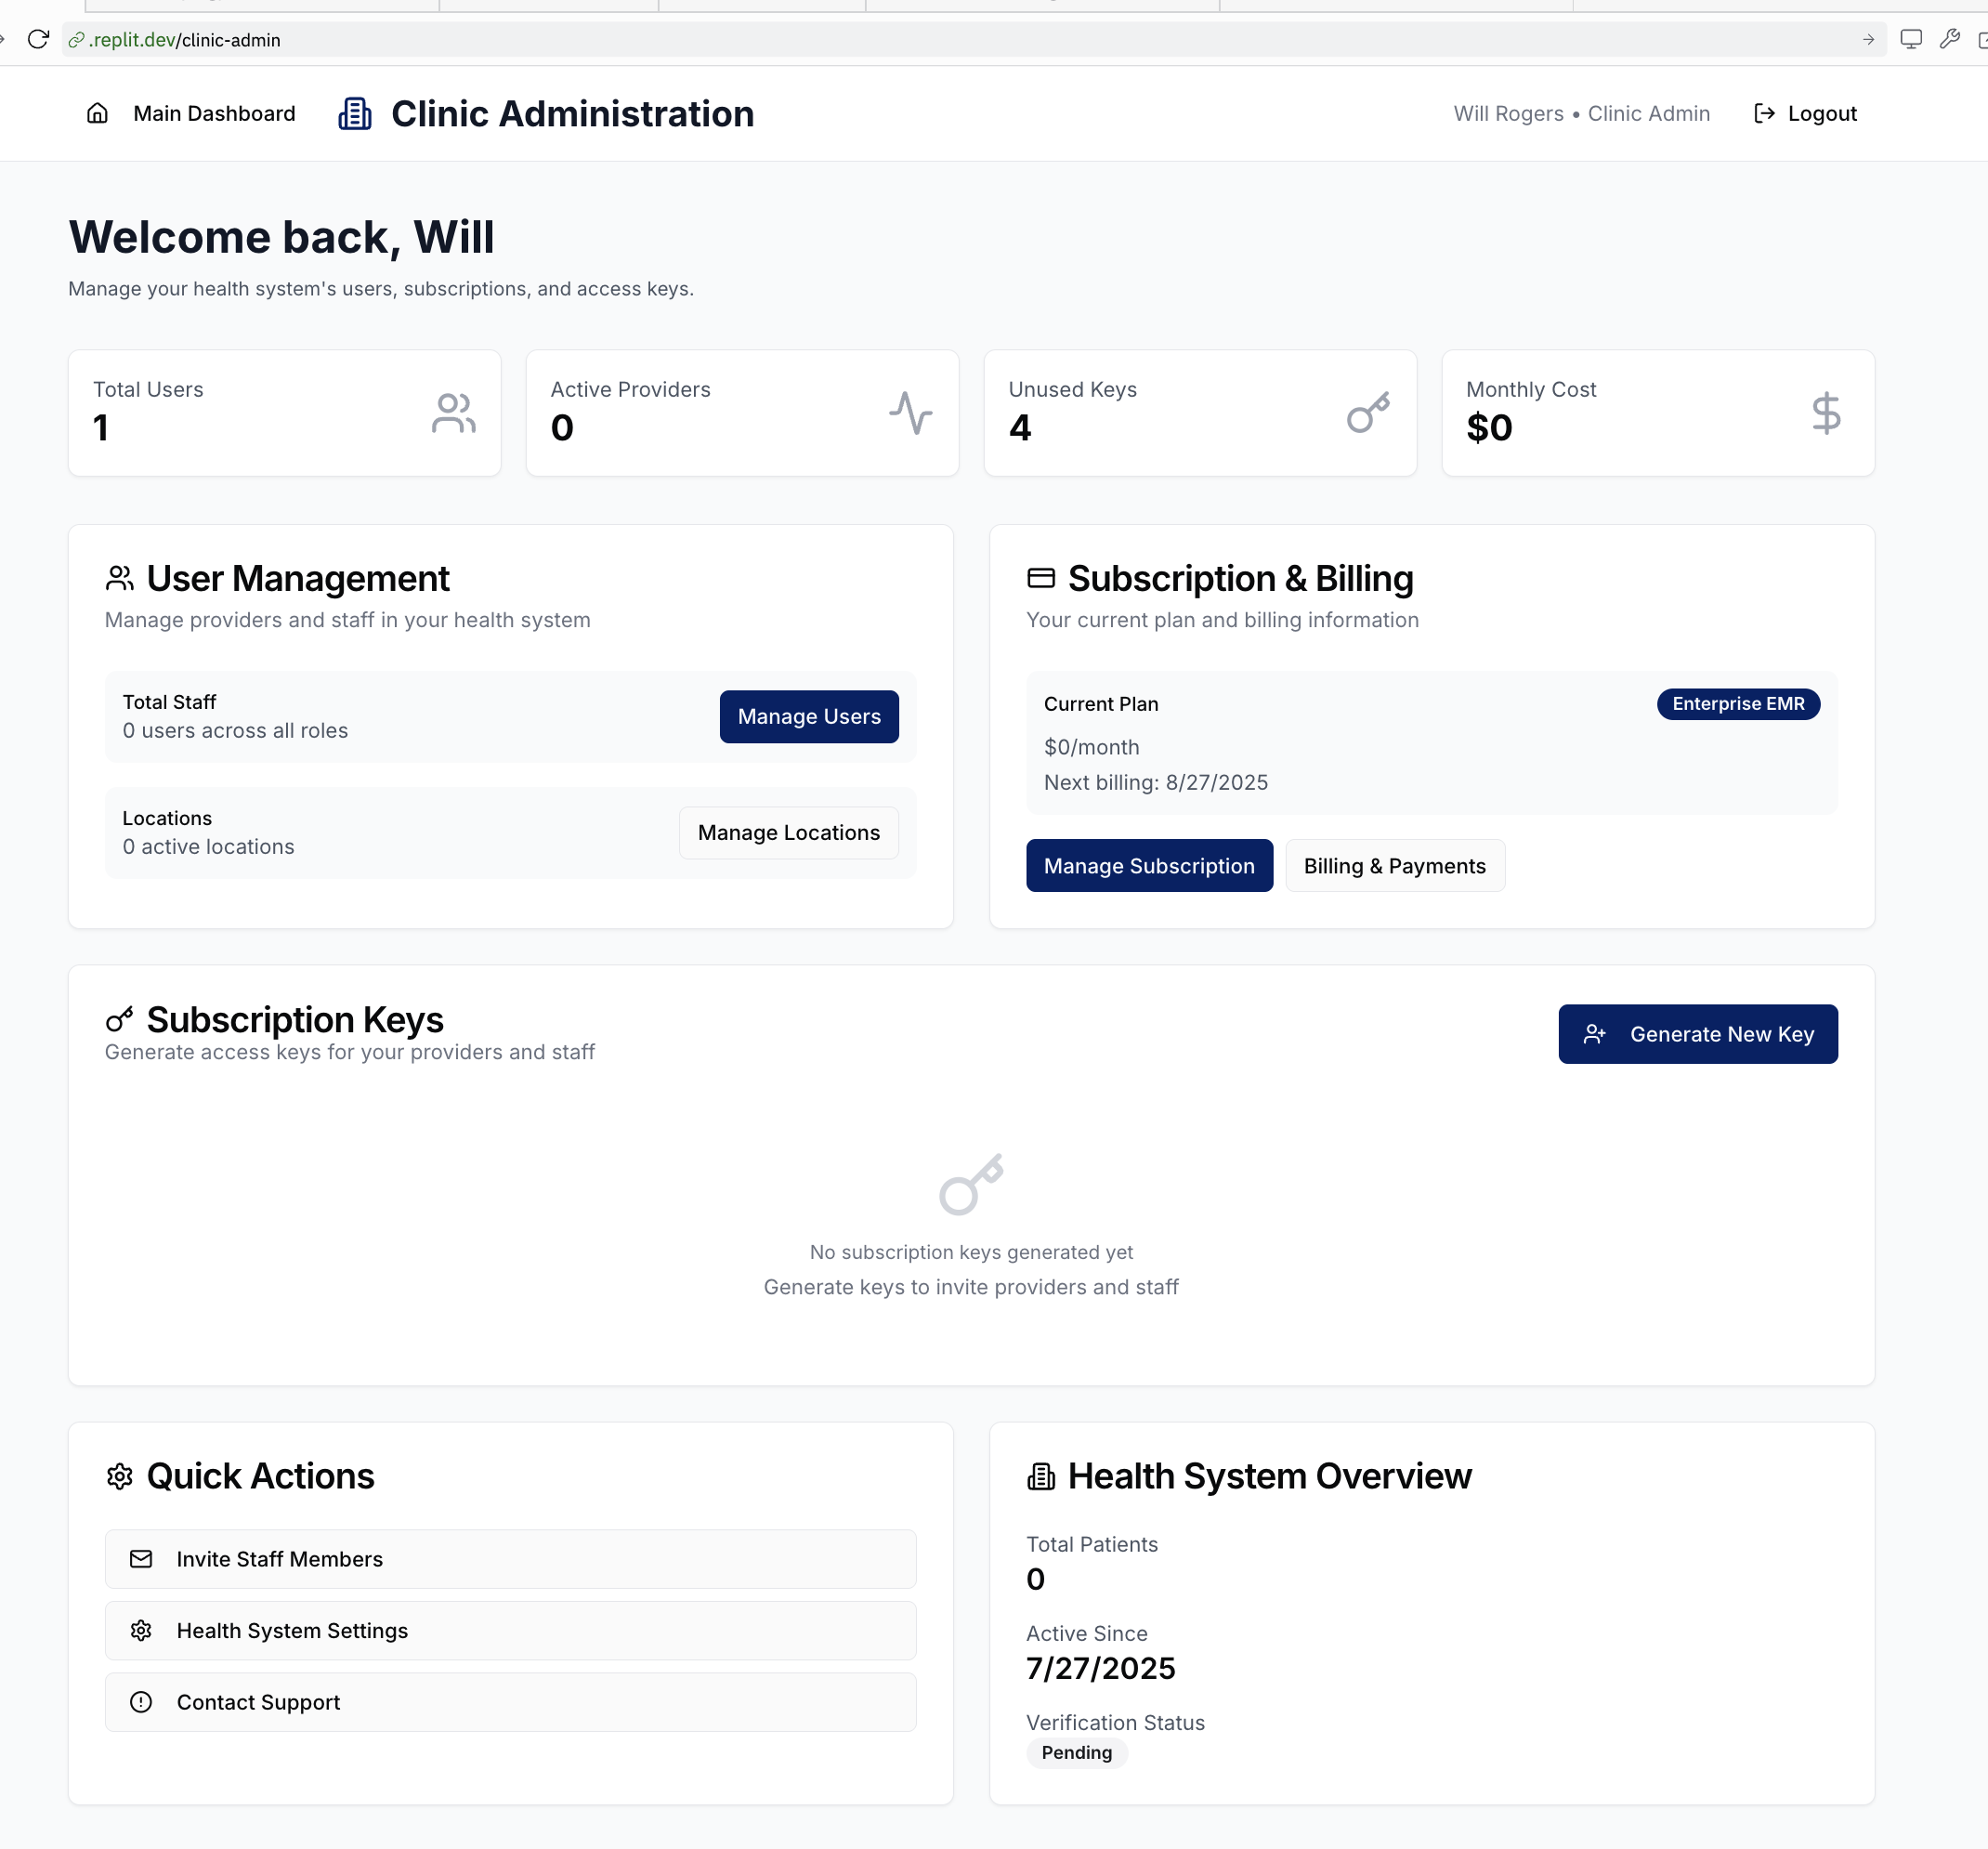 .replit.dev/clinic-admin
Main Dashboard
Clinic Administration
Will Rogers • Clinic Admin
Logout
Welcome back, Will
Manage your health system's users, subscriptions, and access keys.
Total Users
1
Active Providers
0
Unused Keys
4
Monthly Cost
$0
User Management
Manage providers and staff in your health system
Total Staff
0 users across all roles
Manage Users
Locations
0 active locations
Manage Locations
Subscription & Billing
Your current plan and billing information
Current Plan
Enterprise EMR
$0/month
Next billing: 8/27/2025
Manage Subscription
Billing & Payments
Subscription Keys
Generate access keys for your providers and staff
Generate New Key
No subscription keys generated yet
Generate keys to invite providers and staff
Quick Actions
Invite Staff Members
Health System Settings
Contact Support
Health System Overview
Total Patients
0
Active Since
7/27/2025
Verification Status
Pending